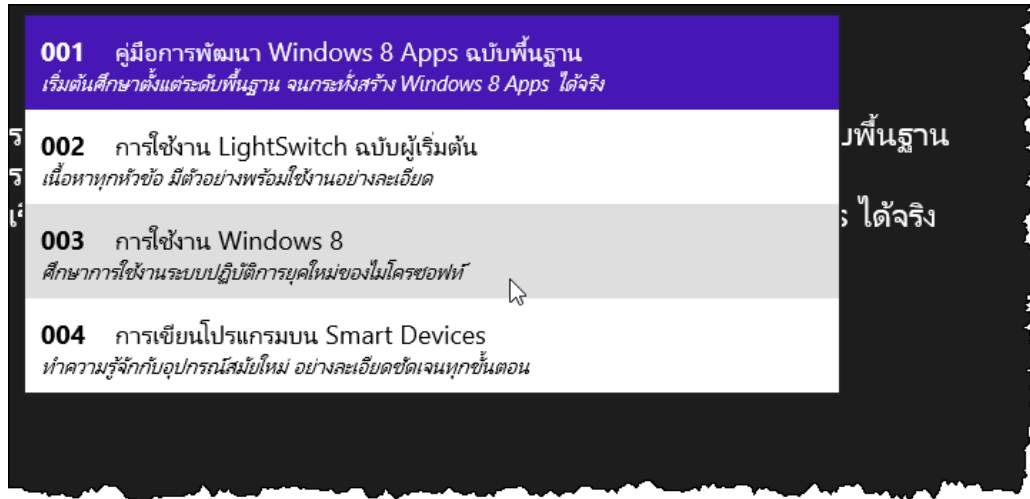 001 คู่มือการพัฒนา Windows 8 Apps ฉบับพื้นฐาน
เริ่มต้นศึกษาตั้งแต่ระดับพื้นฐาน จนกระทั่งสร้าง Windows 8 Apps ได้จริง
002 การใช้งาน LightSwitch ฉบับผู้เริ่มต้น
เนื้อหาทุกหัวข้อ มีตัวอย่างพร้อมใช้งานอย่างละเอียด
003 การใช้งาน Windows 8
ศึกษาการใช้งานระบบปฏิบัติการยุคใหม่ของไมโครซอฟท์
004 การเขียนโปรแกรมบน Smart Devices
ทำความรู้จักกับอุปกรณ์สมัยใหม่ อย่างละเอียดชัดเจนทุกขั้นตอน
พื้นฐาน
ได้จริง